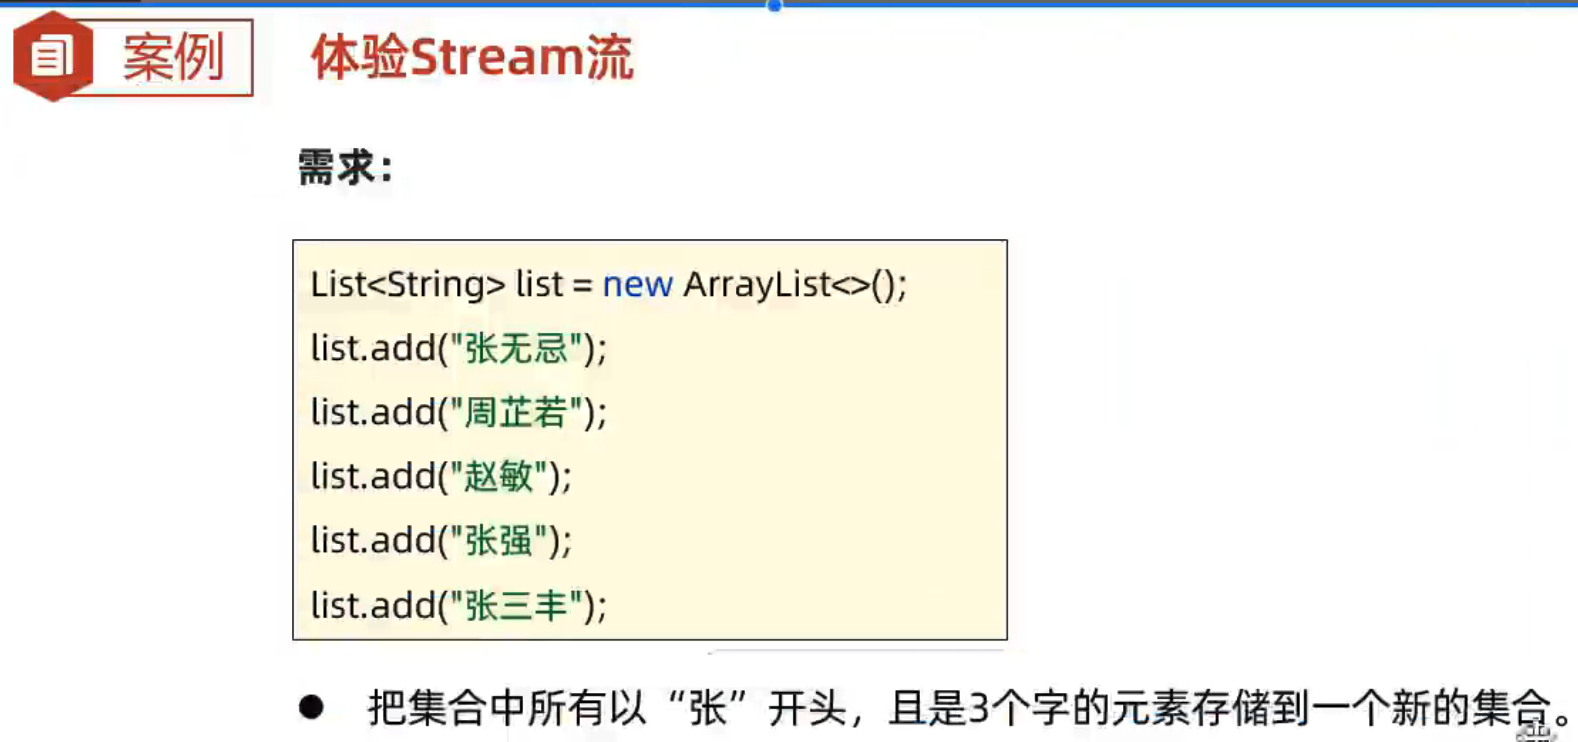 案例
体验Stream流
需求：
List<String> list = new ArrayList<>();
list.add("张无忌");
list.add("周芷若");
list.add("赵敏");
list.add("张强");
list.add("张三丰");
● 把集合中所有以“张”开头，且是3个字的元素存储到一个新的集合。